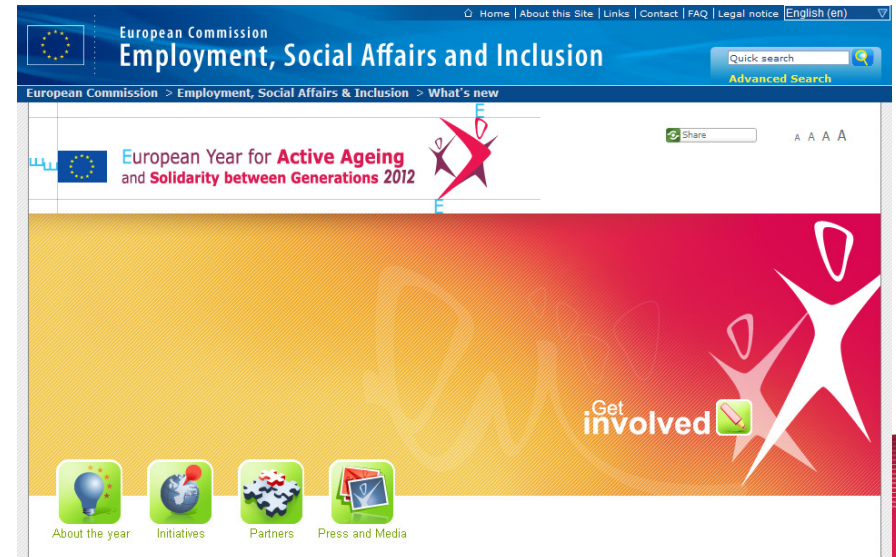 Home | About this Site | Links | Contact | FAQ | Legal notice English (en)
European Commission
Employment, Social Affairs and Inclusion
Quick search
Advanced Search
European Commission > Employment, Social Affairs & Inclusion > What's new
E
Share
A A A A
European Year for Active Ageing
and Solidarity between Generations 2012
E
E
E
Get
involved
About the year
Initiatives
Partners
Press and Media